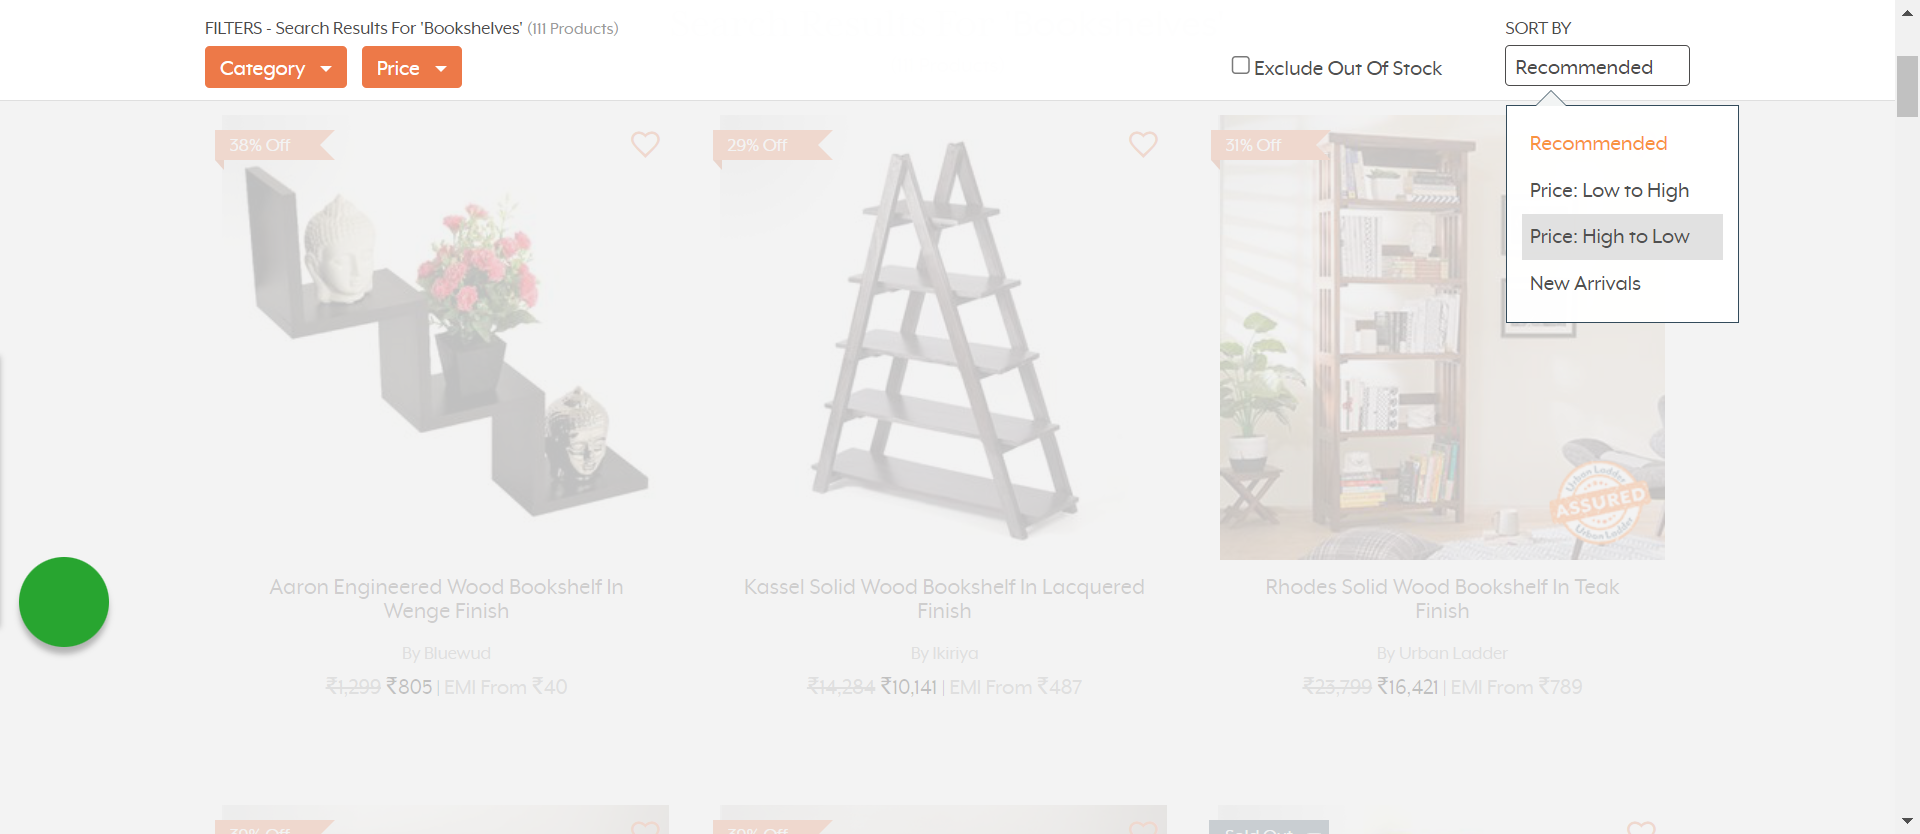 FILTERS - Search Results For 'Bookshelves' (111 Products)
SORT BY
Category
Price
Exclude Out Of Stock
Recommended
Recommended
Price: Low to High
Price: High to Low
New Arrivals
38% Off
29% Off
31% Off
Urban Ladder
ASSURED
Urban Ladder
Aaron Engineered Wood Bookshelf In
Wenge Finish
By Bluewud
₹1,299 ₹805 | EMI From ₹40
Kassel Solid Wood Bookshelf In Lacquered
Finish
By Ikiriya
₹14,284 ₹10,141 | EMI From ₹487
Rhodes Solid Wood Bookshelf In Teak
Finish
By Urban Ladder
₹23,799 ₹16,421 | EMI From ₹789
Sold Out